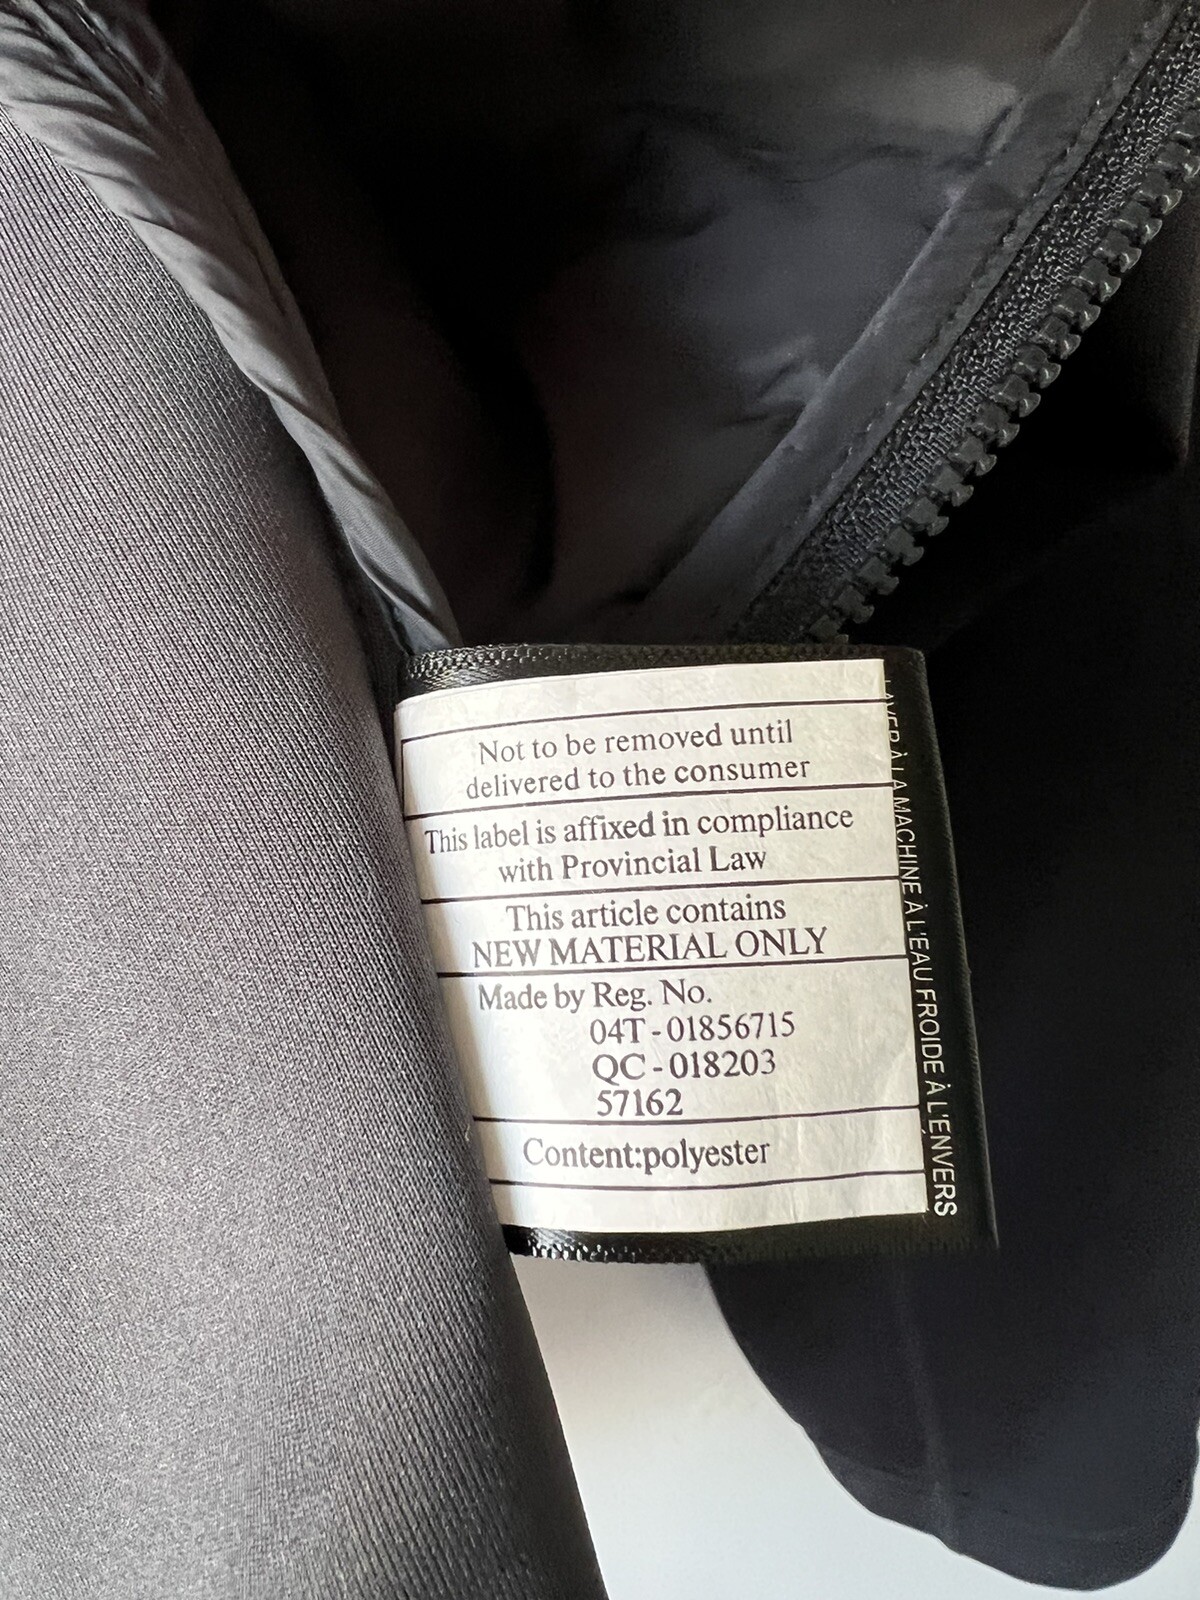 Not to be removed until
delivered to the consumer
This label is affixed in compliance
with Provincial Law
This article contains
NEW MATERIAL ONLY
Made by Reg. No.
04T - 01856715
QC - 018203
57162
Content:polyester
LAVER À LA MACHINE À L'EAU FROIDE À L'ENVERS